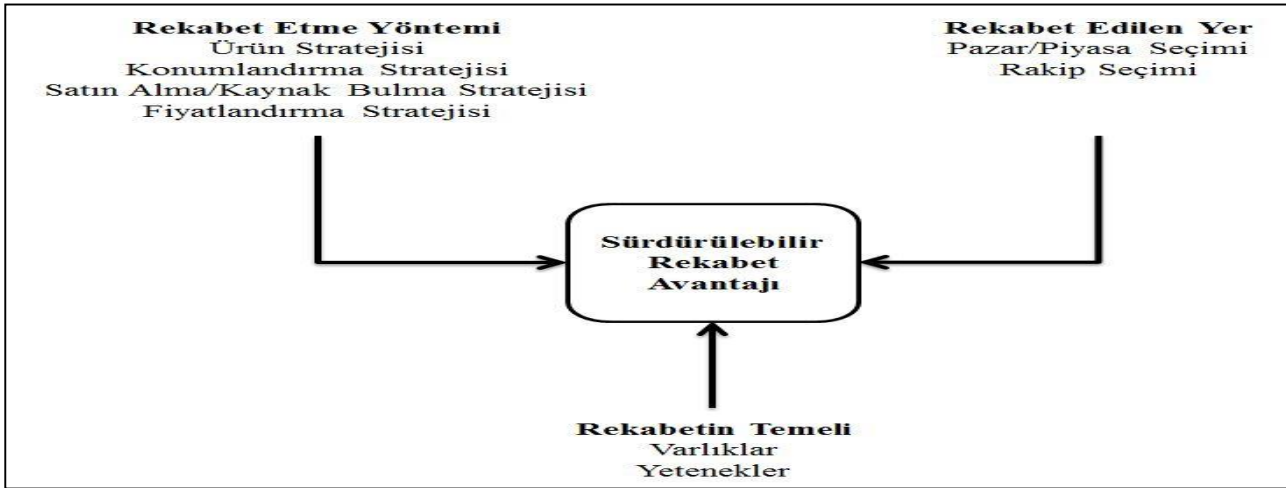 Rekabet Etme Yöntemi
Ürün Stratejisi
Konumlandırma Stratejisi
Satın Alma/Kaynak Bulma Stratejisi
Fiyatlandırma Stratejisi
Rekabet Edilen Yer
Pazar/Piyasa Seçimi
Rakip Seçimi
Sürdürülebilir
Rekabet
Avantajı
Rekabetin Temeli
Varlıklar
Yetenekler